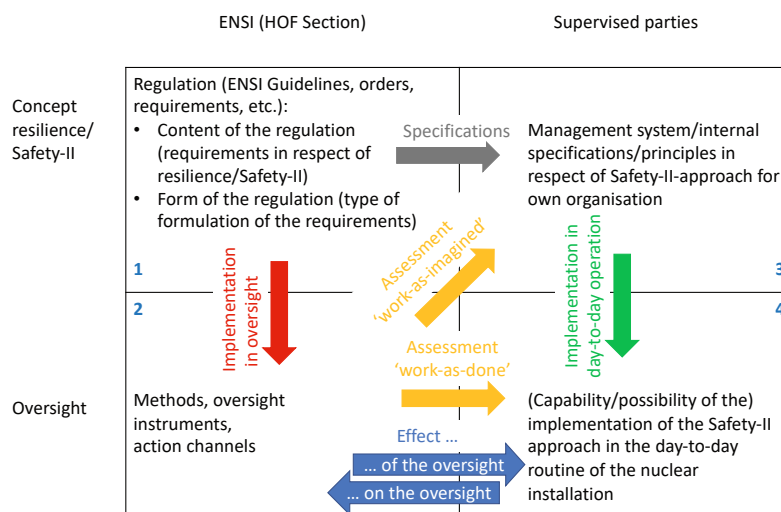 ENSI (HOF Section)
Supervised parties
Concept
resilience/
Safety-II
Regulation (ENSI Guidelines, orders,
requirements, etc.):
• Content of the regulation
(requirements in respect of
resilience/Safety-II)
• Form of the regulation (type of
formulation of the requirements)
Specifications
Management system/internal
specifications/principles in
respect of Safety-II-approach for
own organisation
1
3
2
4
Implementation
in oversight
Assessment
‘work-as-imagined’
Implementation in
day-to-day operation
Assessment
‘work-as-done’
Oversight
Methods, oversight
instruments,
action channels
(Capability/possibility of the)
implementation of the Safety-II
approach in the day-to-day
routine of the nuclear
installation
Effect ...
... of the oversight
... on the oversight